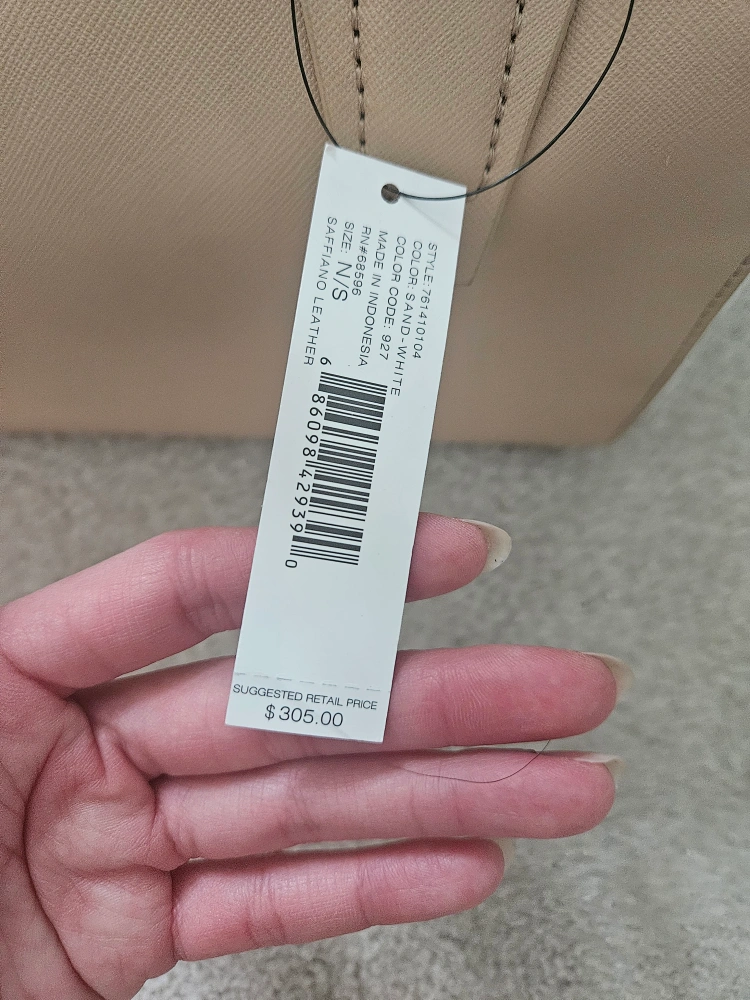 STYLE:761410104
COLOR:SAND-WHITE
COLOR CODE: 927
MADE IN INDONESIA
RN#68596
SIZE: N/S
SAFFIANO LEATHER
6 86098 42939 0
SUGGESTED RETAIL PRICE
$305.00